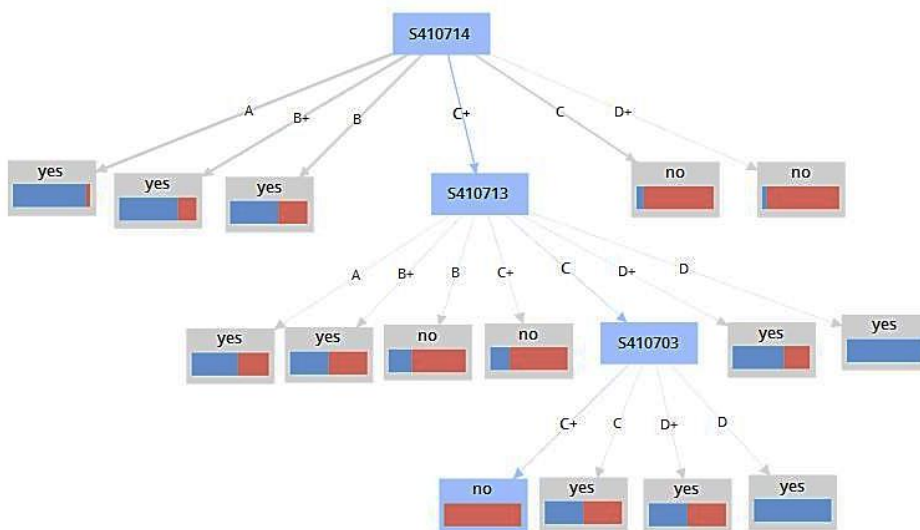 S410714
A B+ B C+ C D+
yes yes yes no no
S410713
A B+ B C+ C D+ D
yes yes no no S410703 yes yes
C+ C D+ D
no yes yes yes